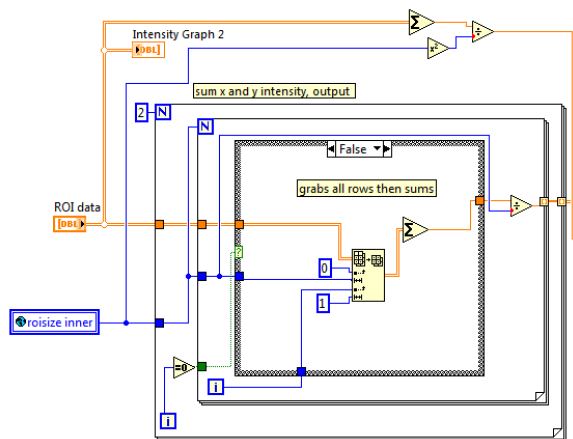 Intensity Graph 2
DBL
Σ
x²
÷
sum x and y intensity, output
2
N
N
False
grabs all rows then sums
ROI data
DBL
Σ
÷
?
0
1
roisize inner
=0
i
i